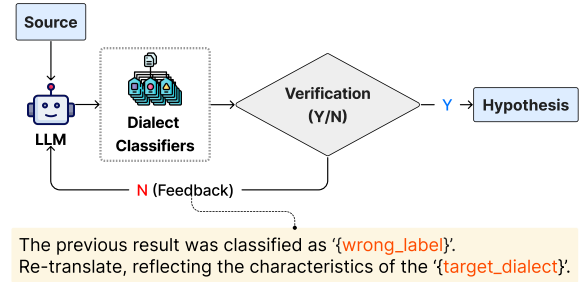 Source
LLM
Dialect
Classifiers
Verification
(Y/N)
Y
Hypothesis
N (Feedback)
The previous result was classified as ‘{wrong_label}’.
Re-translate, reflecting the characteristics of the ‘{target_dialect}’.